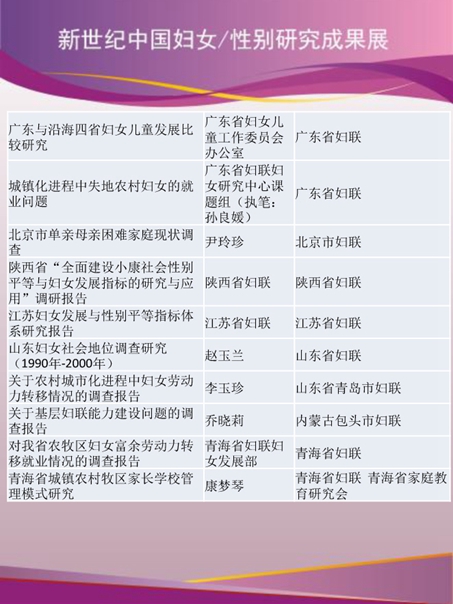 新世纪中国妇女/性别研究成果展
广东与沿海四省妇女儿童发展比
较研究
广东省妇女儿
童工作委员会
办公室
广东省妇联
城镇化进程中失地农村妇女的就
业问题
广东省妇联妇
女研究中心课
题组（执笔：
孙良媛）
广东省妇联
北京市单亲母亲困难家庭现状调
查
尹玲珍
北京市妇联
陕西省“全面建设小康社会性别
平等与妇女发展指标的研究与应
用”调研报告
陕西省妇联
陕西省妇联
江苏妇女发展与性别平等指标体
系研究报告
江苏省妇联
江苏省妇联
山东妇女社会地位调查研究
（1990年-2000年）
赵玉兰
山东省妇联
关于农村城市化进程中妇女劳动
力转移情况的调查报告
李玉珍
山东省青岛市妇联
关于基层妇联能力建设问题的调
查报告
乔晓莉
内蒙古包头市妇联
对我省农牧区妇女富余劳动力转
移就业情况的调查报告
青海省妇联妇
女发展部
青海省妇联
青海省城镇农村牧区家长学校管
理模式研究
康梦琴
青海省妇联 青海省家庭教
育研究会